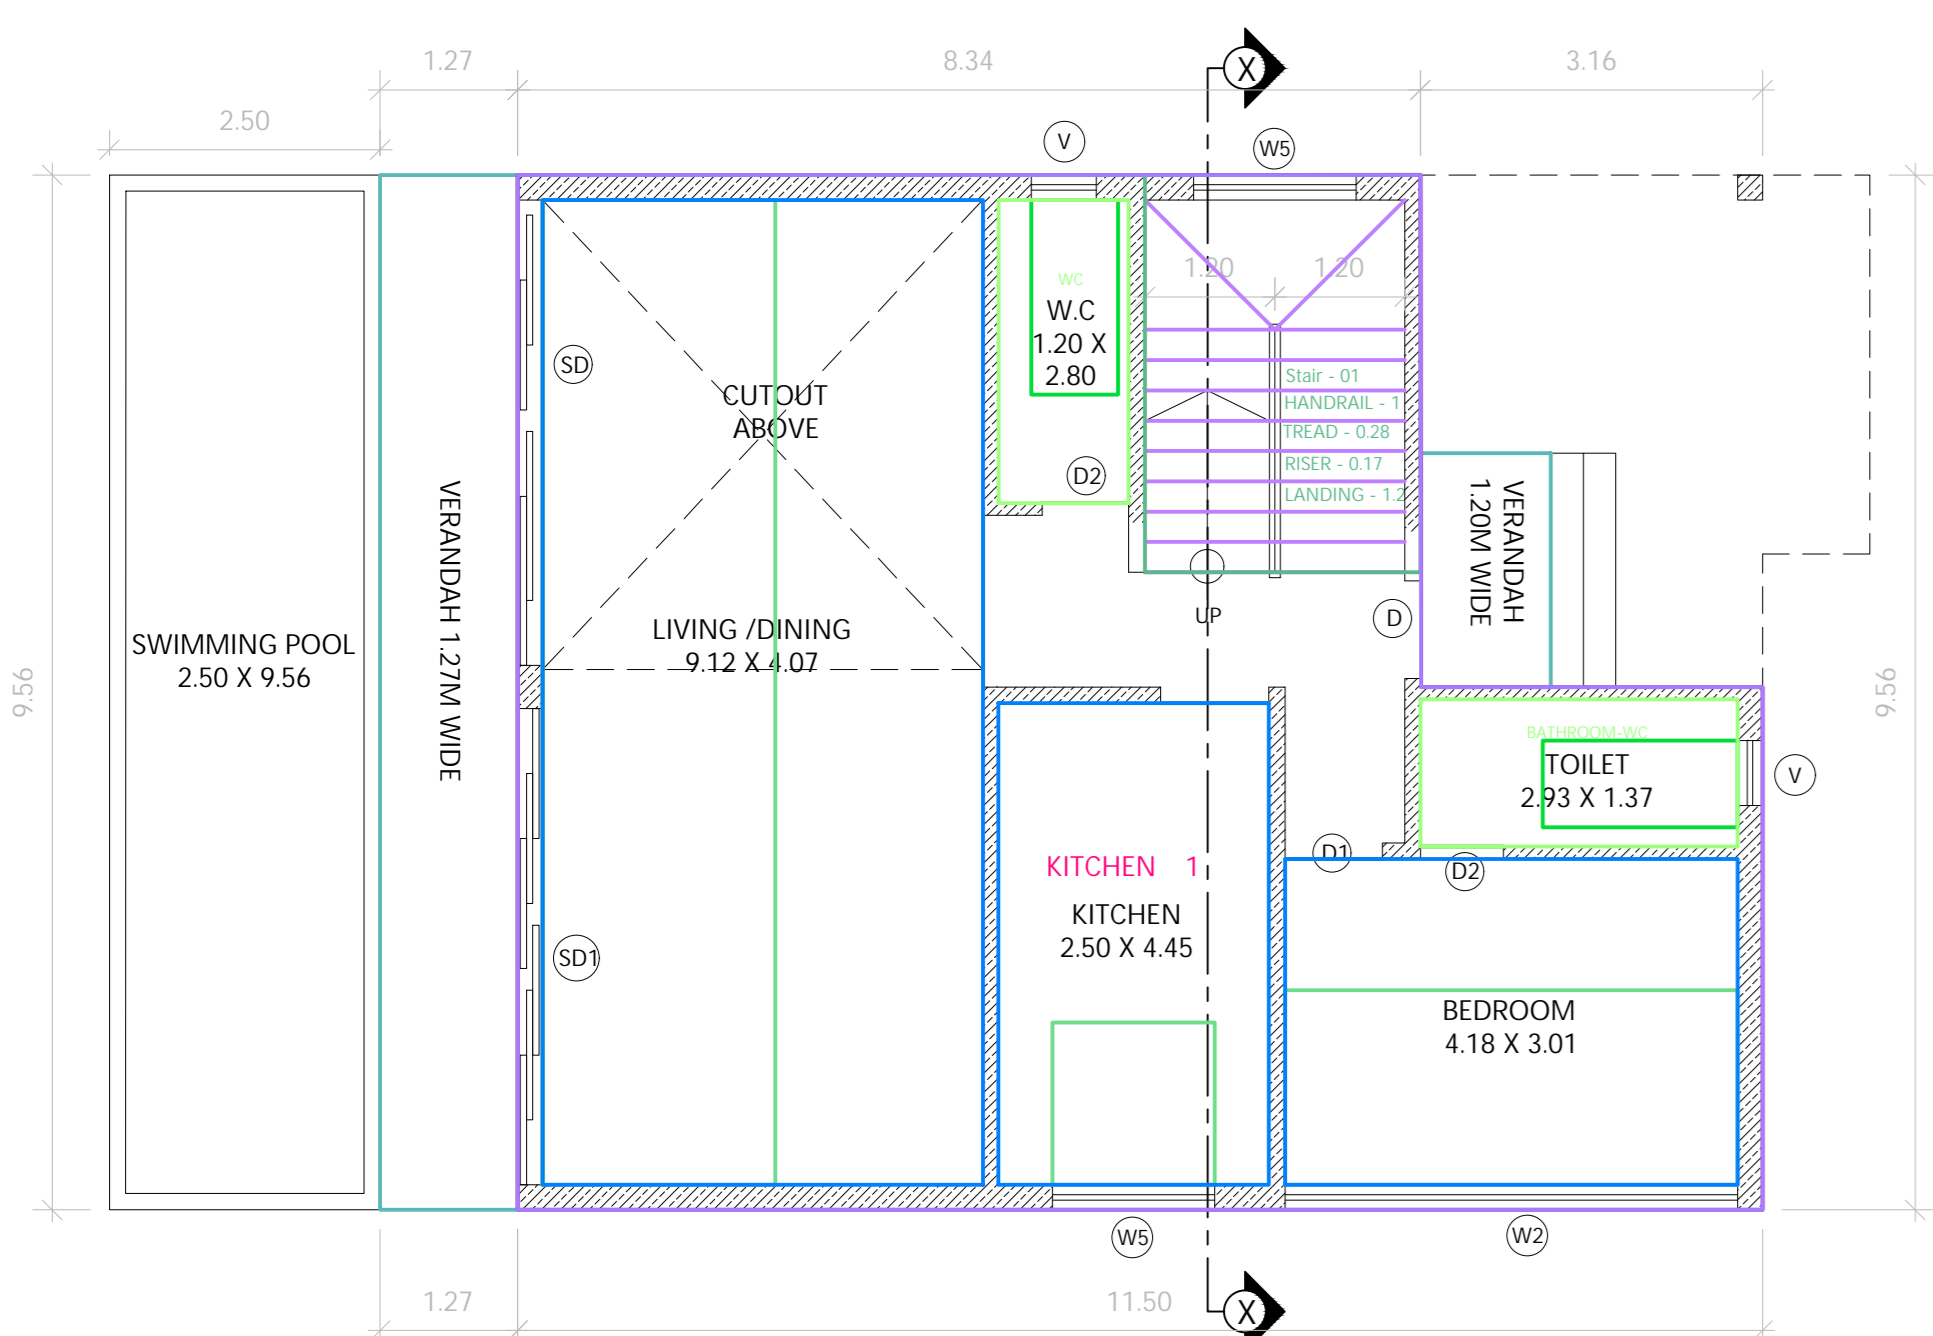 1.27
8.34
3.16
X
2.50
V
W5
1.20
1.20
WC
W.C
1.20 X
2.80
SD
Stair - 01
HANDRAIL - 1
TREAD - 0.28
RISER - 0.17
LANDING - 1.2
CUTOUT
ABOVE
D2
VERANDAH 1.27M WIDE
VERANDAH
1.20M WIDE
UP
D
SWIMMING POOL
2.50 X 9.56
LIVING /DINING
9.12 X 4.07
9.56
9.56
BATHROOM-WC
TOILET
2.93 X 1.37
V
D1
D2
KITCHEN 1
KITCHEN
2.50 X 4.45
SD1
BEDROOM
4.18 X 3.01
W5
W2
1.27
11.50
X